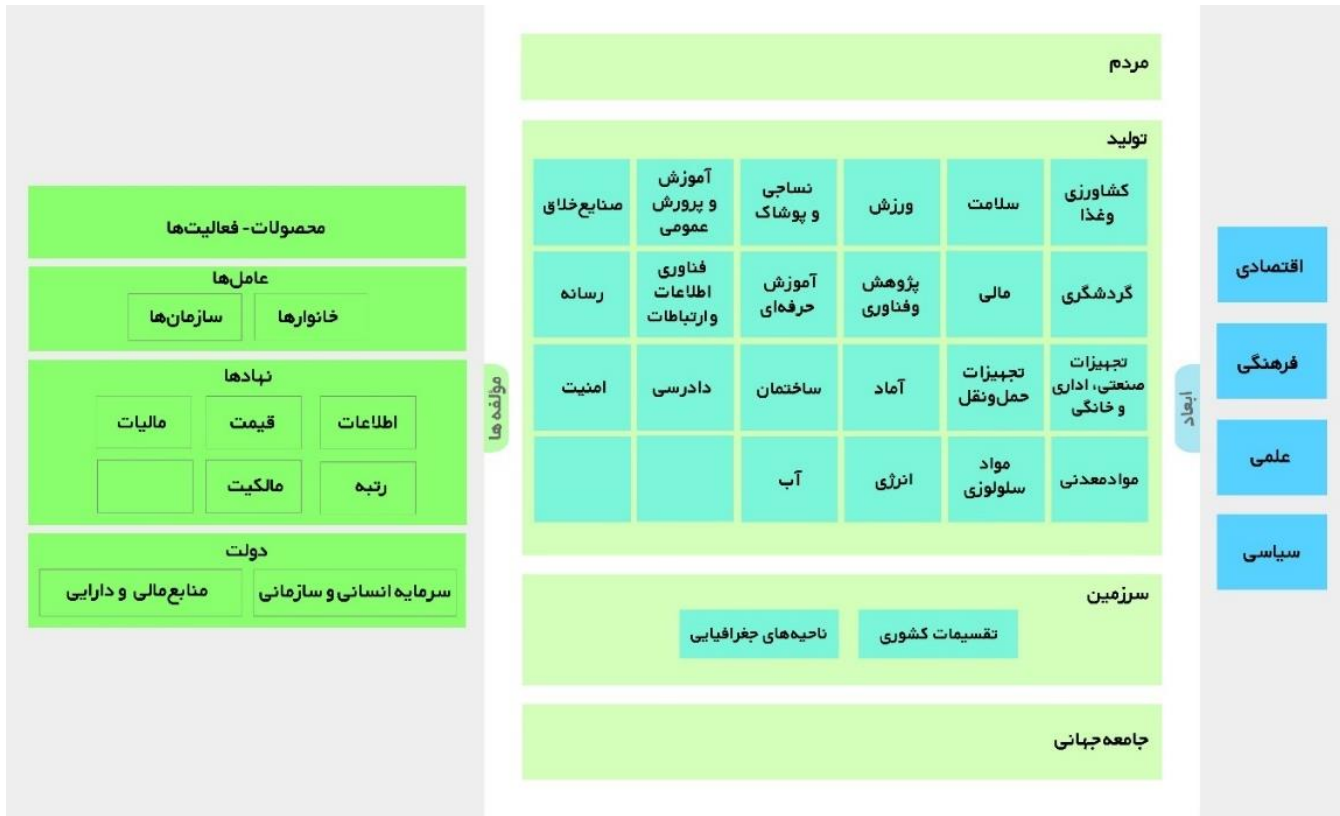 اقتصادی
فرهنگی
علمی
سیاسی
ابعاد
مردم
تولید
کشاورزی
وغذا
سلامت
ورزش
نساجی
و پوشاک
آموزش
و پرورش
عمومی
صنایع‌خلاق
گردشگری
مالی
پژوهش
وفناوری
آموزش
حرفه‌ای
فناوری
اطلاعات
وارتباطات
رسانه
تجهیزات
صنعتی، اداری
و خانگی
تجهیزات
حمل‌ونقل
آماد
ساختمان
دادرسی
امنیت
موادمعدنی
مواد
سلولوزی
انرژی
آب
سرزمین
تقسیمات کشوری
ناحیه‌های جغرافیایی
جامعه‌جهانی
مؤلفه ها
محصولات- فعالیت‌ها
عامل‌ها
خانوارها
سازمان‌ها
نهادها
اطلاعات
قیمت
مالیات
رتبه
مالکیت
دولت
سرمایه انسانی و سازمانی
منابع‌مالی و دارایی